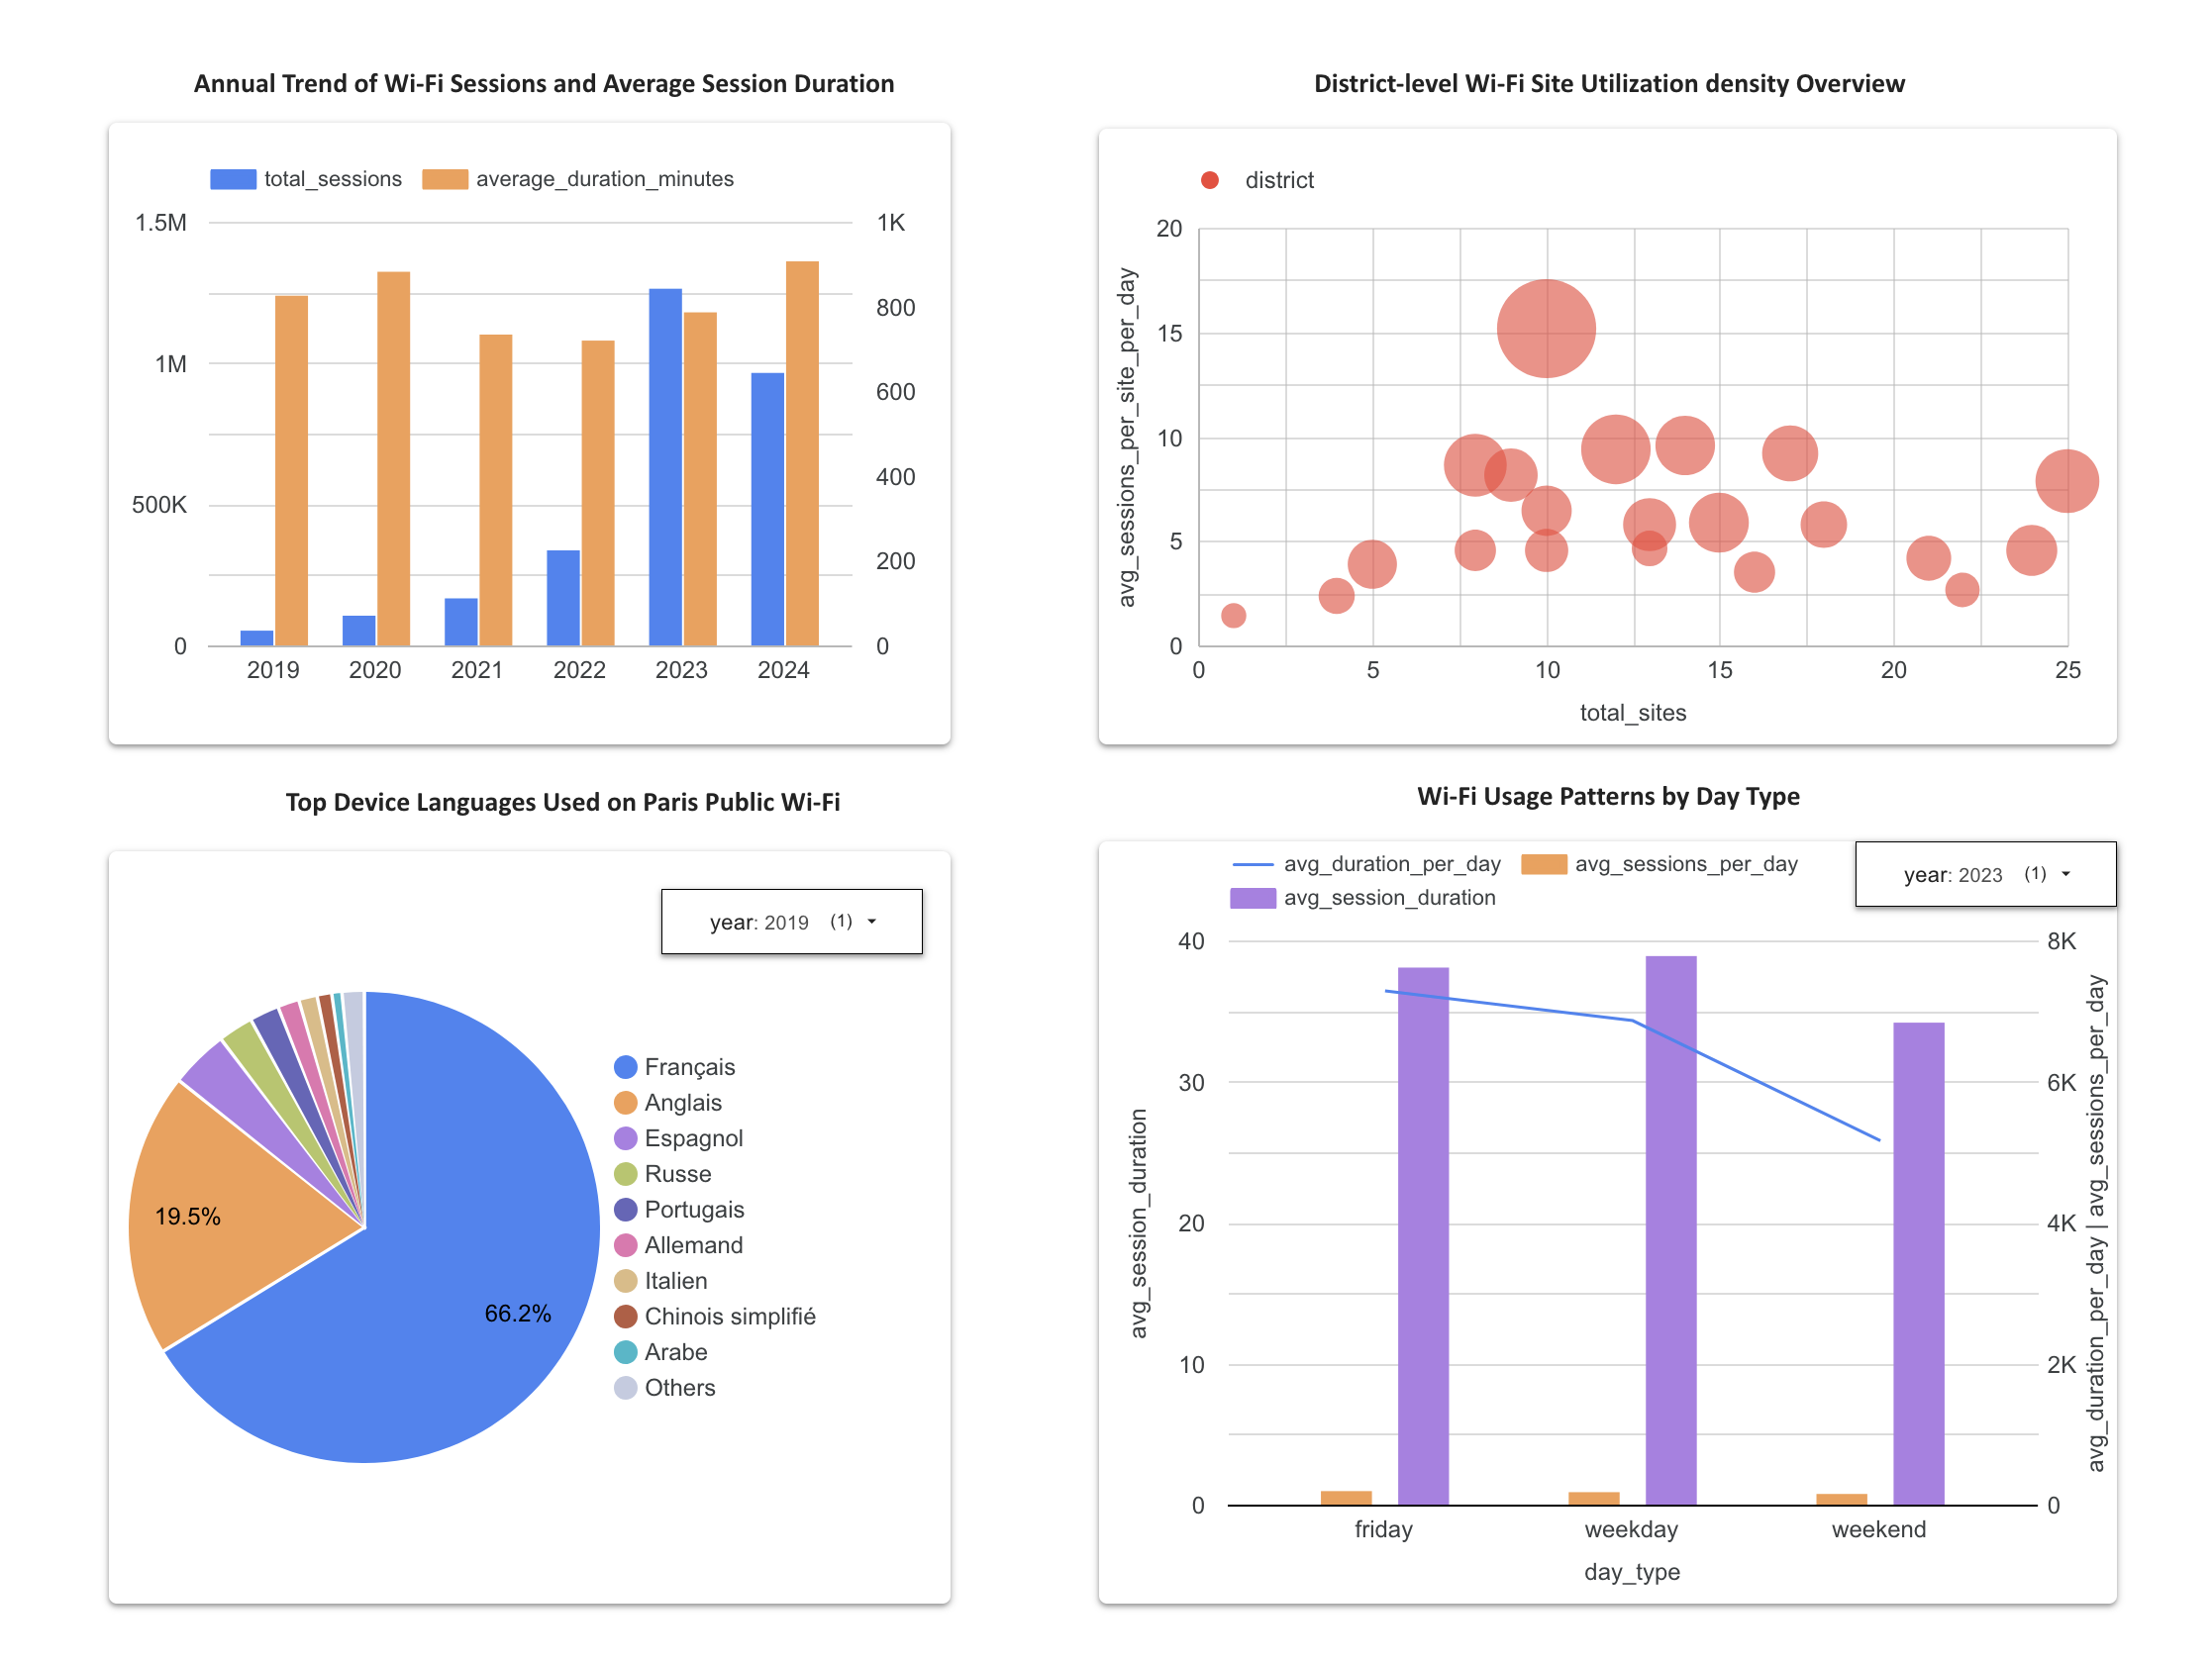 Annual Trend of Wi-Fi Sessions and Average Session Duration
total_sessions average_duration_minutes
1.5M
1M
500K
0
1K
800
600
400
200
0
2019 2020 2021 2022 2023 2024
District-level Wi-Fi Site Utilization density Overview
district
avg_sessions_per_site_per_day
20
15
10
5
0
0 5 10 15 20 25
total_sites
Top Device Languages Used on Paris Public Wi-Fi
year: 2019 (1)
19.5%
66.2%
Français
Anglais
Espagnol
Russe
Portugais
Allemand
Italien
Chinois simplifié
Arabe
Others
Wi-Fi Usage Patterns by Day Type
avg_duration_per_day avg_sessions_per_day
avg_session_duration
year: 2023 (1)
avg_session_duration
40
30
20
10
0
8K
6K
4K
2K
0
avg_duration_per_day | avg_sessions_per_day
friday weekday weekend
day_type